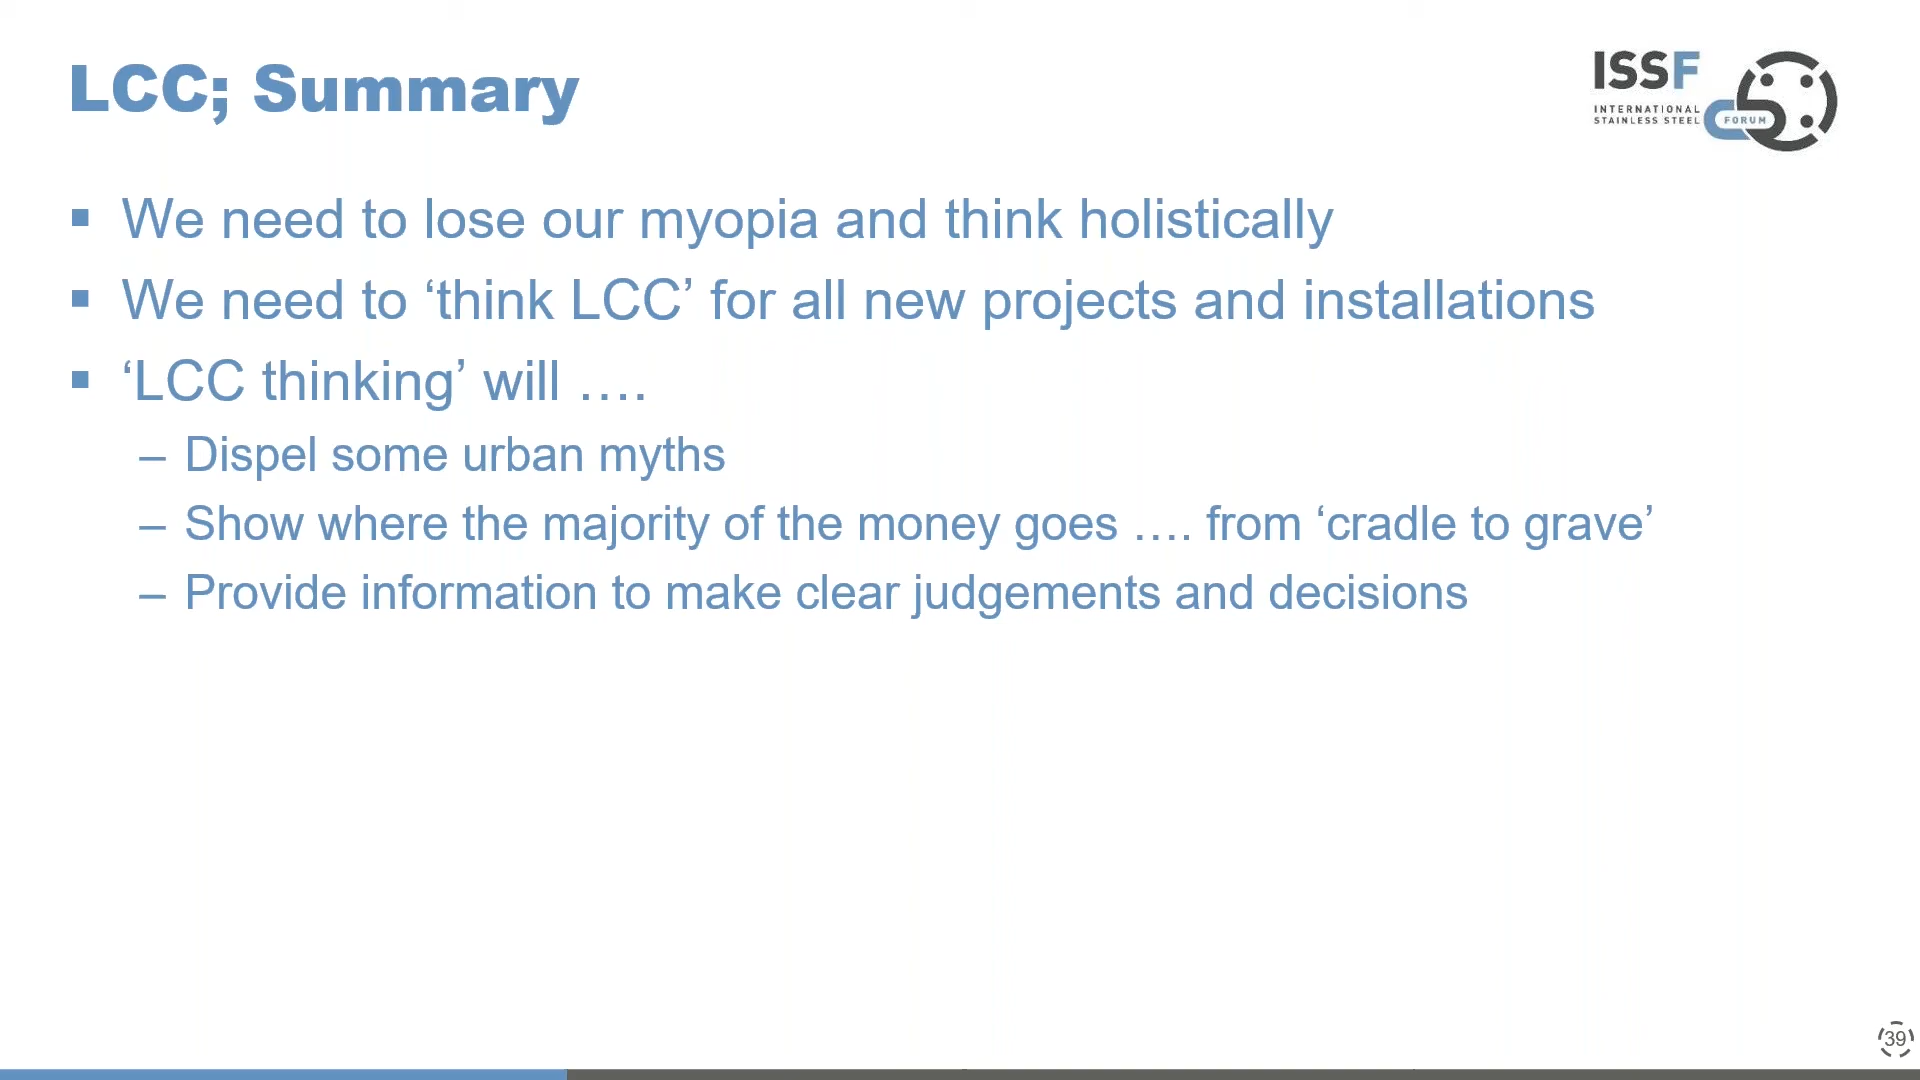 LCC; Summary
ISSF
INTERNATIONAL
STAINLESS STEEL
FORUM
▪ We need to lose our myopia and think holistically
▪ We need to ‘think LCC’ for all new projects and installations
▪ ‘LCC thinking’ will ….
– Dispel some urban myths
– Show where the majority of the money goes …. from ‘cradle to grave’
– Provide information to make clear judgements and decisions
39